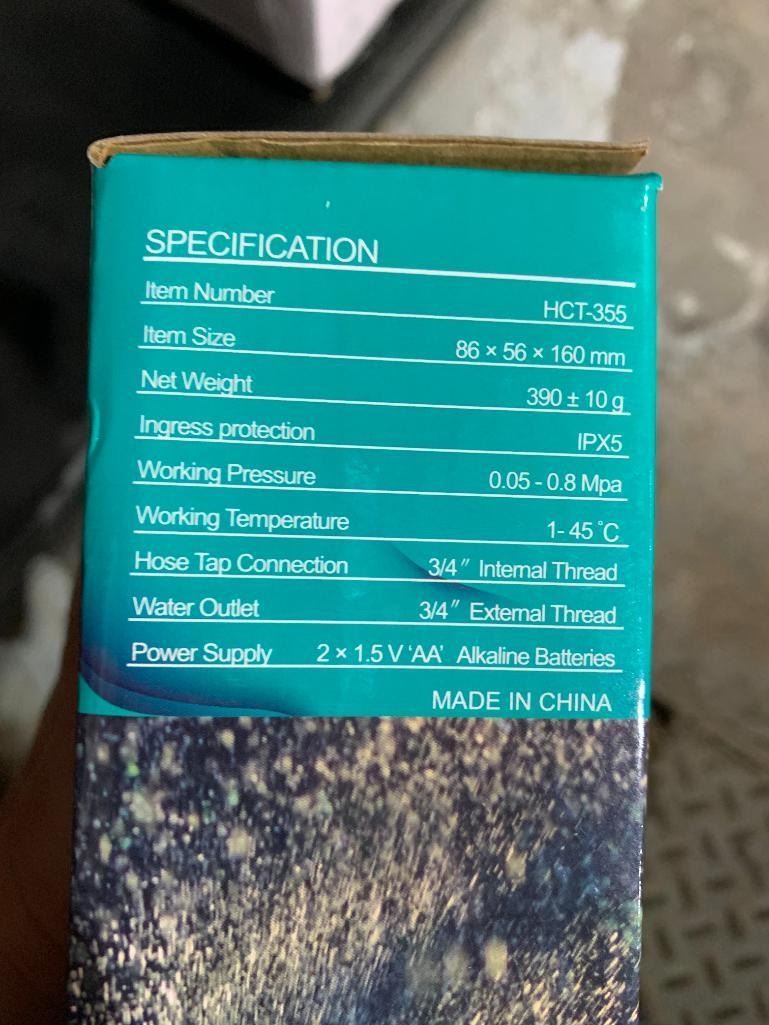 SPECIFICATION
Item Number HCT-355
Item Size 86 × 56 × 160 mm
Net Weight 390 ± 10 g
Ingress protection IPX5
Working Pressure 0.05 - 0.8 Mpa
Working Temperature 1- 45 °C
Hose Tap Connection 3/4" Internal Thread
Water Outlet 3/4" External Thread
Power Supply 2 × 1.5 V 'AA' Alkaline Batteries
MADE IN CHINA